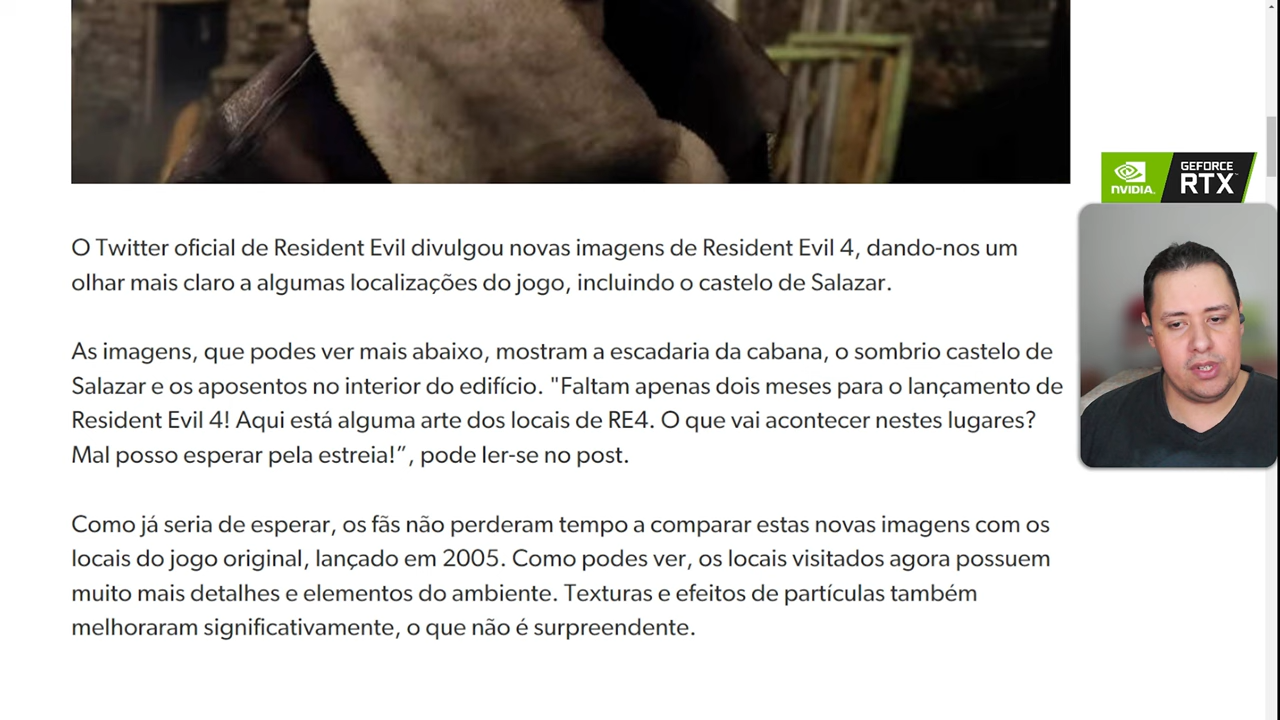 NVIDIA.
GEFORCE
RTX
O Twitter oficial de Resident Evil divulgou novas imagens de Resident Evil 4, dando-nos um
olhar mais claro a algumas localizações do jogo, incluindo o castelo de Salazar.
As imagens, que podes ver mais abaixo, mostram a escadaria da cabana, o sombrio castelo de
Salazar e os aposentos no interior do edifício. "Faltam apenas dois meses para o lançamento de
Resident Evil 4! Aqui está alguma arte dos locais de RE4. O que vai acontecer nestes lugares?
Mal posso esperar pela estreia!”, pode ler-se no post.
Como já seria de esperar, os fãs não perderam tempo a comparar estas novas imagens com os
locais do jogo original, lançado em 2005. Como podes ver, os locais visitados agora possuem
muito mais detalhes e elementos do ambiente. Texturas e efeitos de partículas também
melhoraram significativamente, o que não é surpreendente.